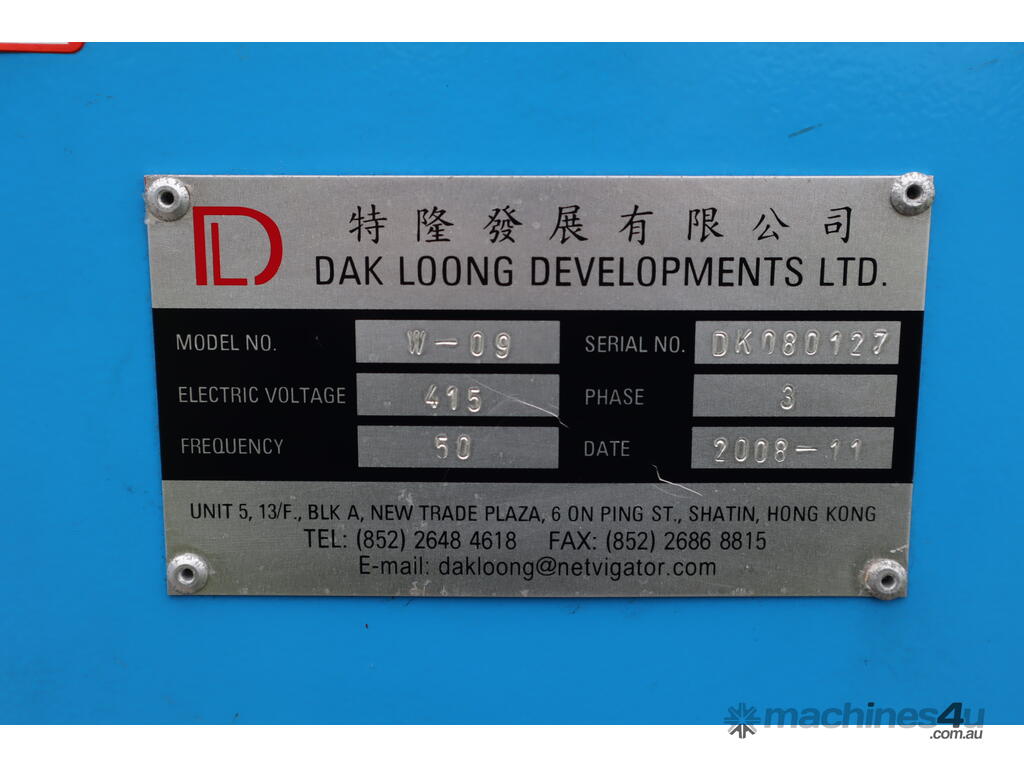 DL
特隆發展有限公司
DAK LOONG DEVELOPMENTS LTD.
MODEL NO. W-09 SERIAL NO. DK080127
ELECTRIC VOLTAGE 415 PHASE 3
FREQUENCY 50 DATE 2008-11
UNIT 5, 13/F., BLK A, NEW TRADE PLAZA, 6 ON PING ST., SHATIN, HONG KONG
TEL: (852) 2648 4618 FAX: (852) 2686 8815
E-mail: dakloong@netvigator.com
machines4u
.com.au